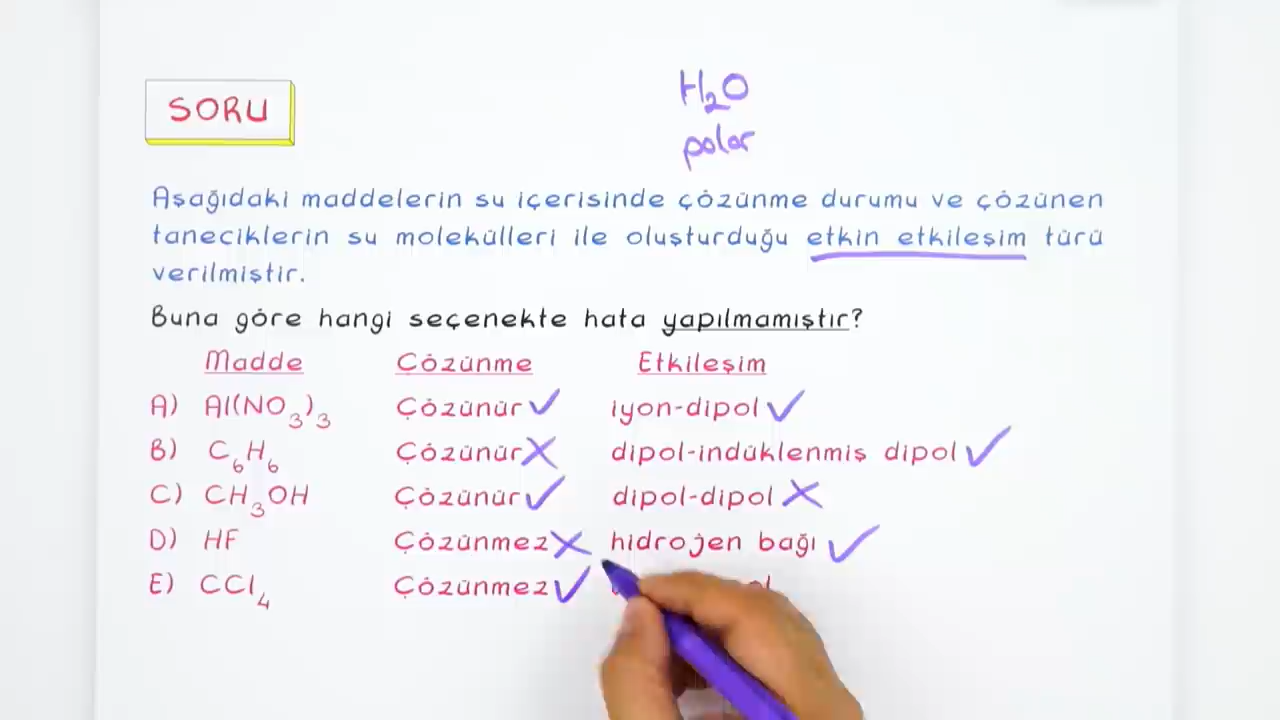 H₂O
polar
SORU
Aşağıdaki maddelerin su içerisinde çözünme durumu ve çözünen
taneciklerin su molekülleri ile oluşturduğu etkin etkileşim türü
verilmiştir.
Buna göre hangi seçenekte hata yapılmamıştır?
Madde Çözünme Etkileşim
A) Al(NO₃)₃ Çözünür ✓ iyon-dipol ✓
B) C₆H₆ Çözünür X dipol-indüklenmiş dipol ✓
C) CH₃OH Çözünür ✓ dipol-dipol X
D) HF Çözünmez X hidrojen bağı ✓
E) CCl₄ Çözünmez ✓